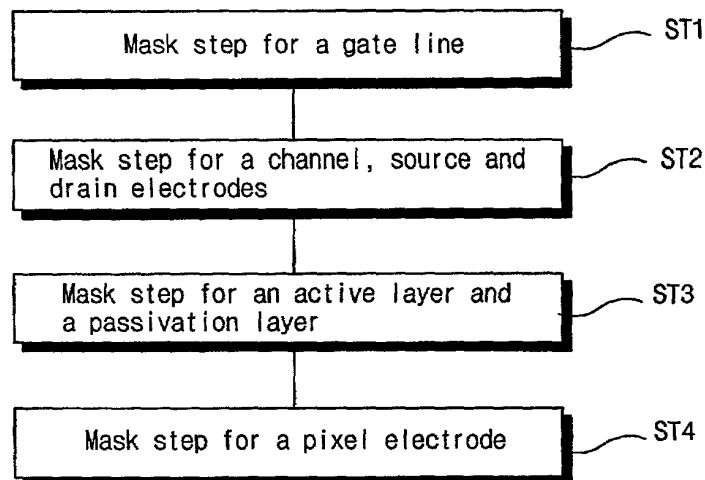 Mask step for a gate line
ST1
Mask step for a channel, source and
drain electrodes
ST2
Mask step for an active layer and
a passivation layer
ST3
Mask step for a pixel electrode
ST4